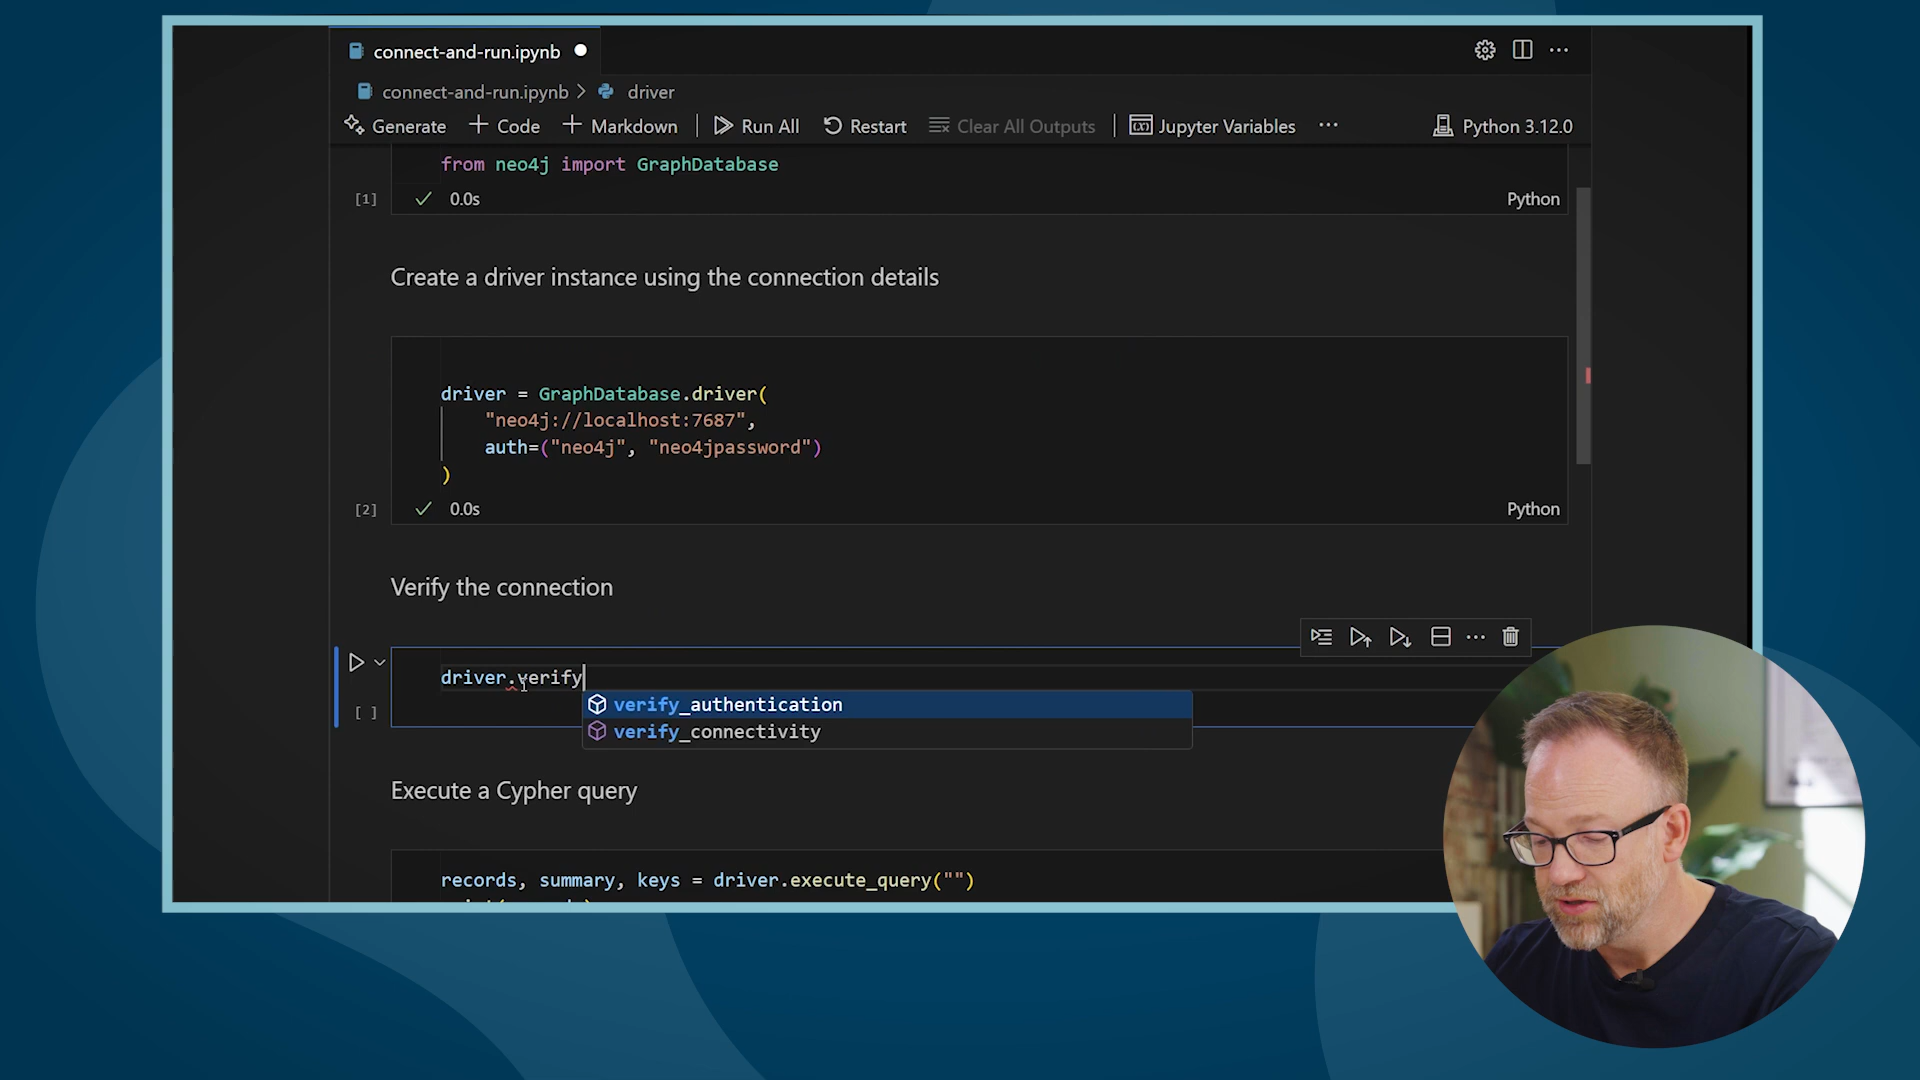 connect-and-run.ipynb
connect-and-run.ipynb > driver
Generate + Code + Markdown | Run All Restart Clear All Outputs | Jupyter Variables ... Python 3.12.0
from neo4j import GraphDatabase
[1] ✓ 0.0s Python
Create a driver instance using the connection details
driver = GraphDatabase.driver(
"neo4j://localhost:7687",
auth=("neo4j", "neo4jpassword")
)
[2] ✓ 0.0s Python
Verify the connection
driver.verify
[ ]
verify_authentication
verify_connectivity
Execute a Cypher query
records, summary, keys = driver.execute_query("")